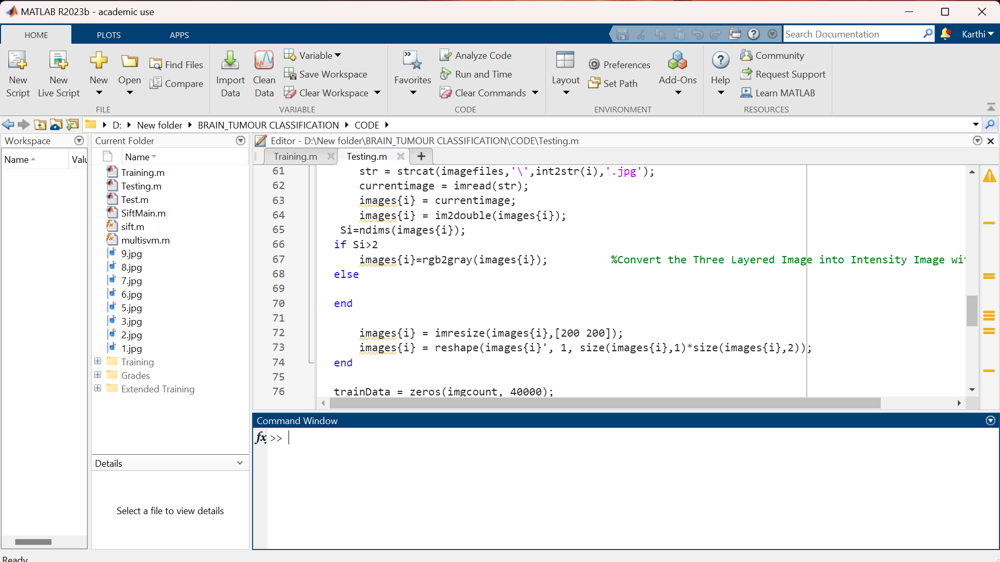 MATLAB R2023b - academic use
HOME
PLOTS
APPS
Search Documentation
Karthi
New Script
New Live Script
New
Open
Find Files
Compare
FILE
Import Data
Clean Data
Variable
Save Workspace
Clear Workspace
VARIABLE
Favorites
Analyze Code
Run and Time
Clear Commands
CODE
Layout
Preferences
Set Path
Add-Ons
ENVIRONMENT
Help
Community
Request Support
Learn MATLAB
RESOURCES
D: New folder BRAIN_TUMOUR CLASSIFICATION CODE
Workspace
Name
Valu
Current Folder
Name
Training.m
Testing.m
Test.m
SiftMain.m
sift.m
multisvm.m
9.jpg
8.jpg
7.jpg
6.jpg
5.jpg
3.jpg
2.jpg
1.jpg
Training
Grades
Extended Training
Details
Select a file to view details
Editor - D:\New folder\BRAIN_TUMOUR CLASSIFICATION\CODE\Testing.m
Training.m
Testing.m
61 str = strcat(imagefiles,'\',int2str(i),'.jpg');
62 currentimage = imread(str);
63 images{i} = currentimage;
64 images{i} = im2double(images{i});
65 Si=ndims(images{i});
66 if Si>2
67 images{i}=rgb2gray(images{i}); %Convert the Three Layered Image into Intensity Image wi
68 else
69
70 end
71
72 images{i} = imresize(images{i},[200 200]);
73 images{i} = reshape(images{i}', 1, size(images{i},1)*size(images{i},2));
74 end
75
76 trainData = zeros(imgcount, 40000);
Command Window
fx >>
Ready